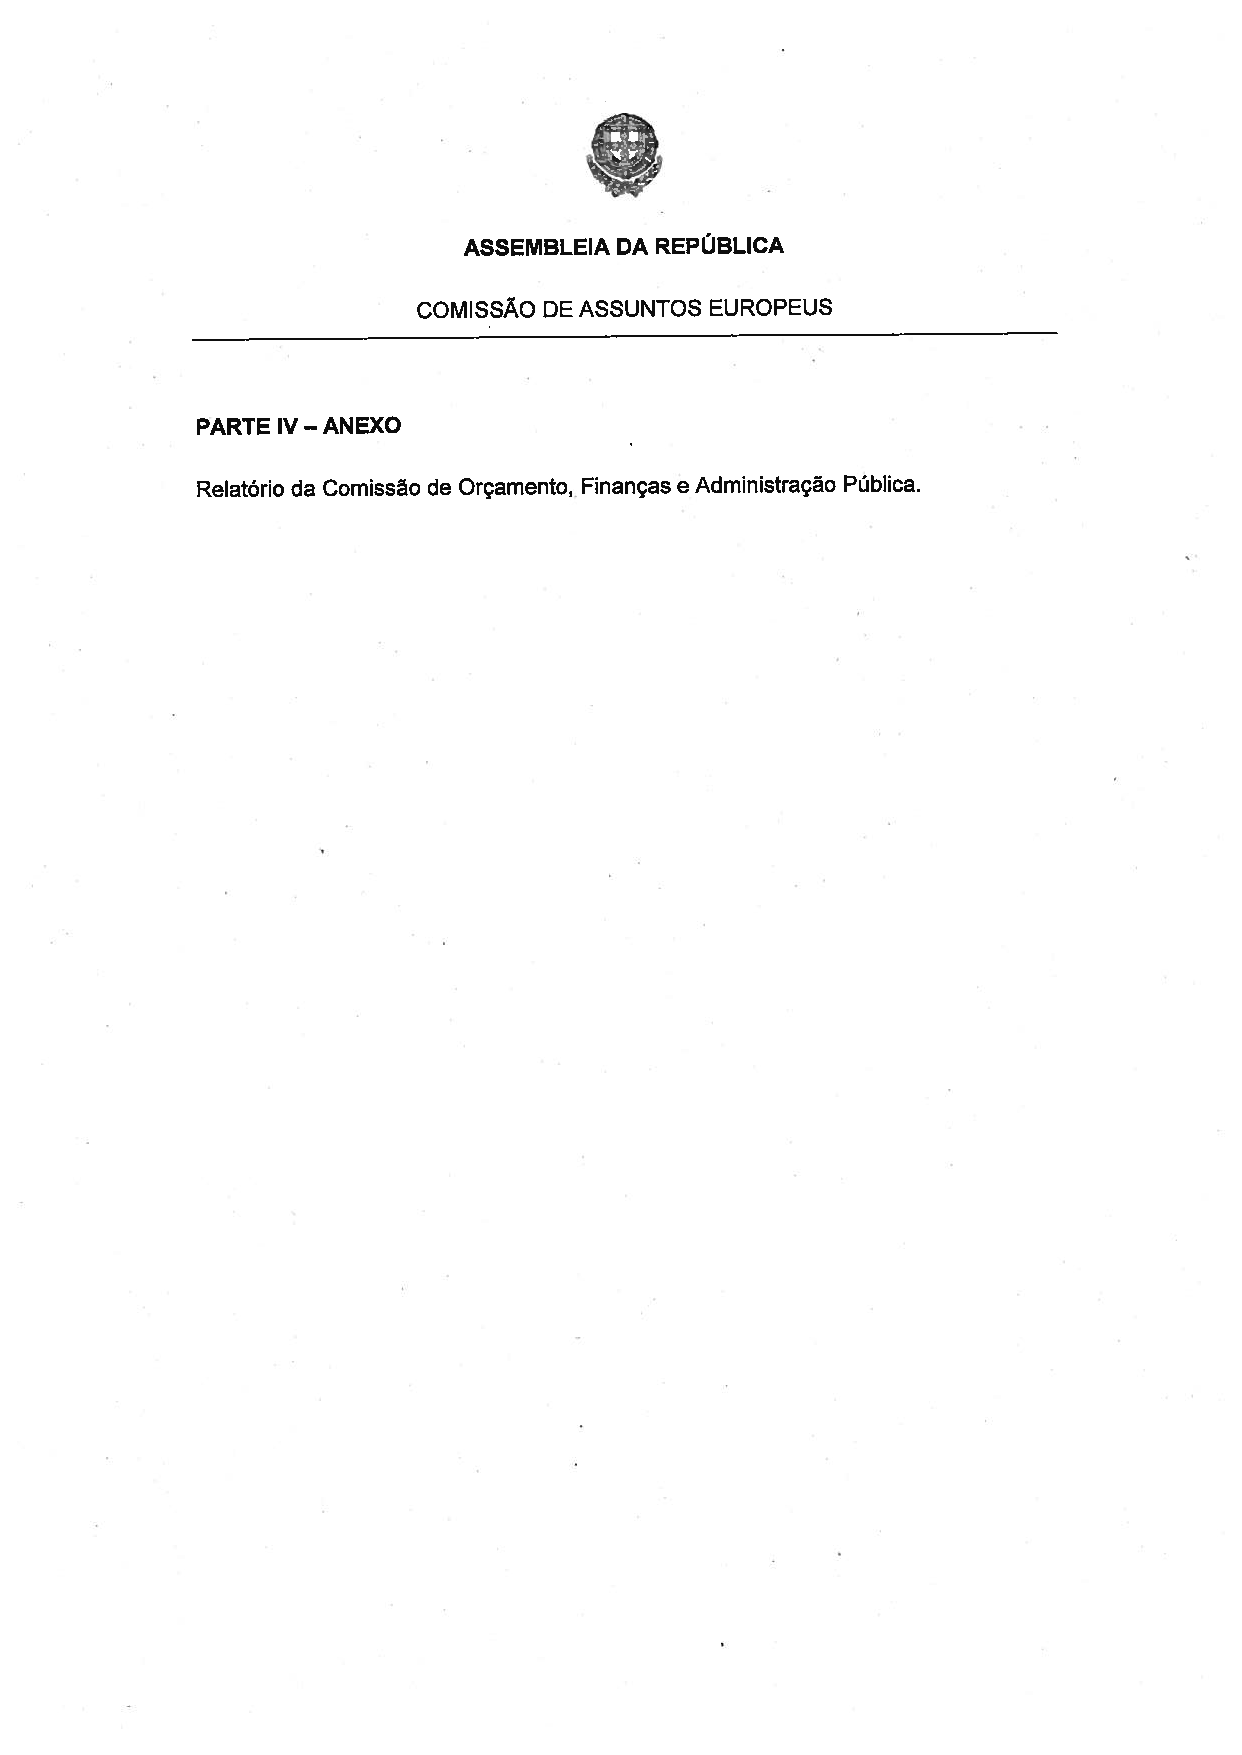 ASSEMBLEIA DA REPÚBLICA
COMISSÃO DE ASSUNTOS EUROPEUS
PARTE IV – ANEXO
Relatório da Comissão de Orçamento, Finanças e Administração Pública.